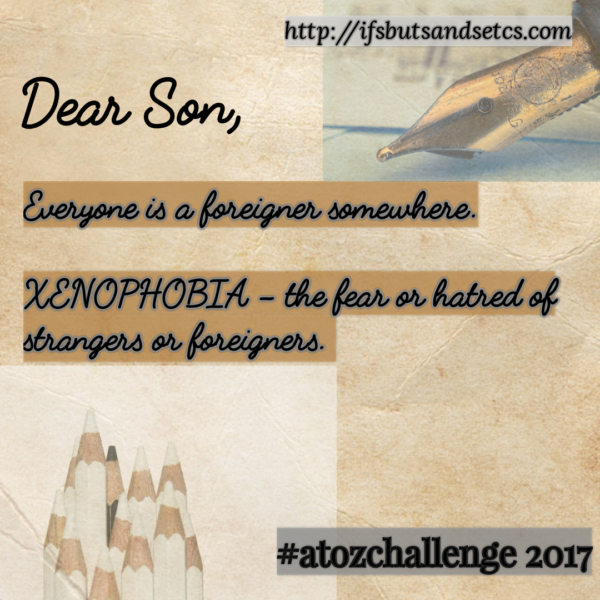 http://ifsbutsandsetcs.com
Dear Son,
Everyone is a foreigner somewhere.
XENOPHOBIA – the fear or hatred of
strangers or foreigners.
#atozchallenge 2017